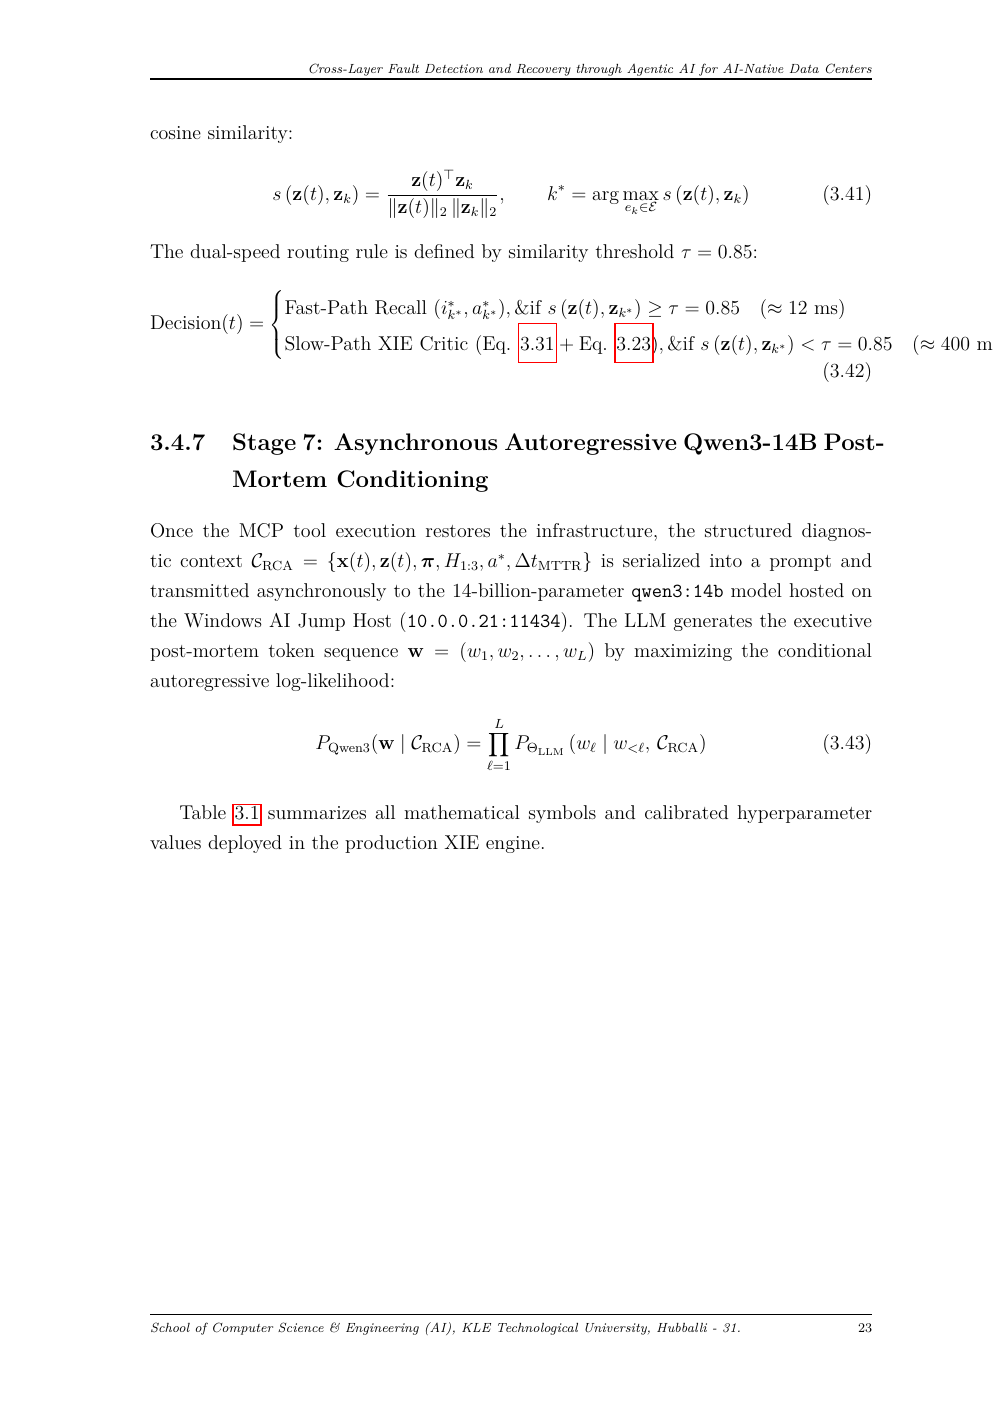 Cross-Layer Fault Detection and Recovery through Agentic AI for AI-Native Data Centers
cosine similarity:
s (z(t), z_k) = z(t)^⊤ z_k / ‖z(t)‖_2 ‖z_k‖_2, k* = arg max_{e_k∈ℰ} s (z(t), z_k) (3.41)
The dual-speed routing rule is defined by similarity threshold τ = 0.85:
Decision(t) = { Fast-Path Recall (i*_{k*}, a*_{k*}), &if s (z(t), z_{k*}) ≥ τ = 0.85 (≈ 12 ms)
Slow-Path XIE Critic (Eq. 3.31 + Eq. 3.23), &if s (z(t), z_{k*}) < τ = 0.85 (≈ 400 m
(3.42)
3.4.7 Stage 7: Asynchronous Autoregressive Qwen3-14B Post-
Mortem Conditioning
Once the MCP tool execution restores the infrastructure, the structured diagnos-
tic context 𝒞_RCA = {x(t), z(t), π, H_{1:3}, a*, Δt_MTTR} is serialized into a prompt and
transmitted asynchronously to the 14-billion-parameter qwen3:14b model hosted on
the Windows AI Jump Host (10.0.0.21:11434). The LLM generates the executive
post-mortem token sequence w = (w_1, w_2, . . . , w_L) by maximizing the conditional
autoregressive log-likelihood:
P_Qwen3(w | 𝒞_RCA) = ∏_{ℓ=1}^{L} P_{Θ_LLM} (w_ℓ | w_{<ℓ}, 𝒞_RCA) (3.43)
Table 3.1 summarizes all mathematical symbols and calibrated hyperparameter
values deployed in the production XIE engine.
School of Computer Science & Engineering (AI), KLE Technological University, Hubballi - 31. 23